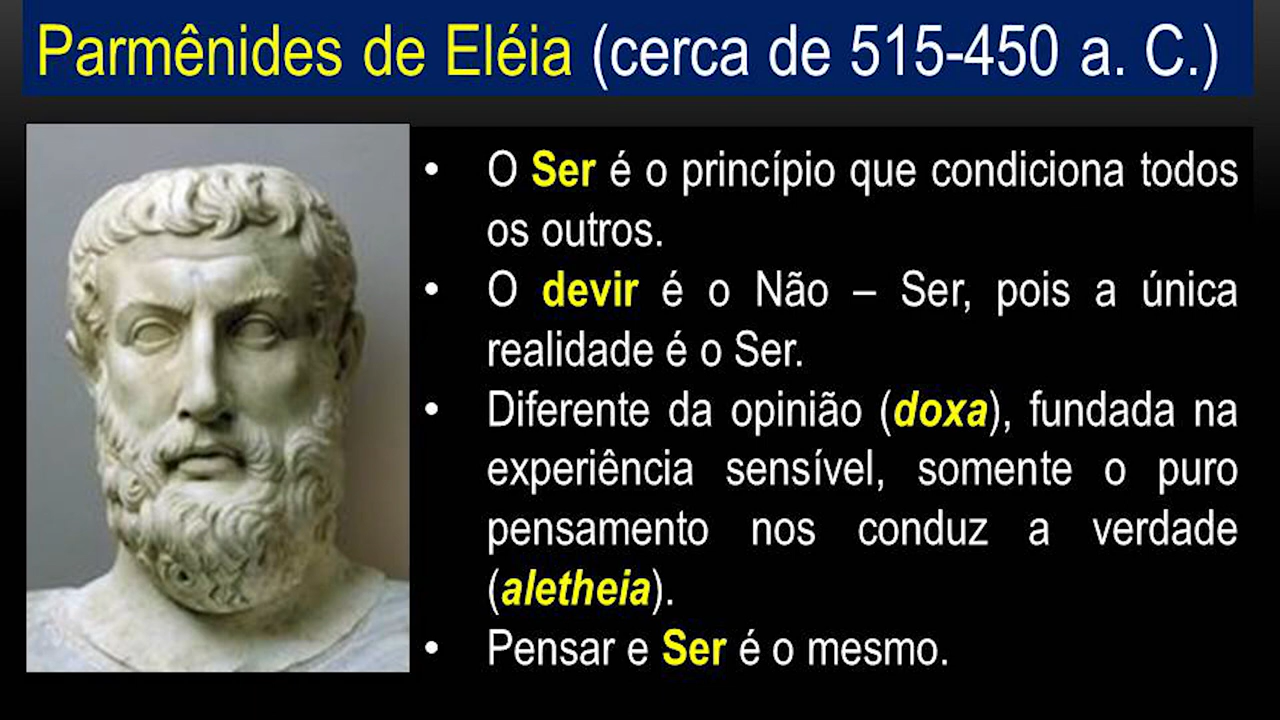 Parmênides de Eléia (cerca de 515-450 a. C.)
• O Ser é o princípio que condiciona todos
os outros.
• O devir é o Não – Ser, pois a única
realidade é o Ser.
• Diferente da opinião (doxa), fundada na
experiência sensível, somente o puro
pensamento nos conduz a verdade
(aletheia).
• Pensar e Ser é o mesmo.